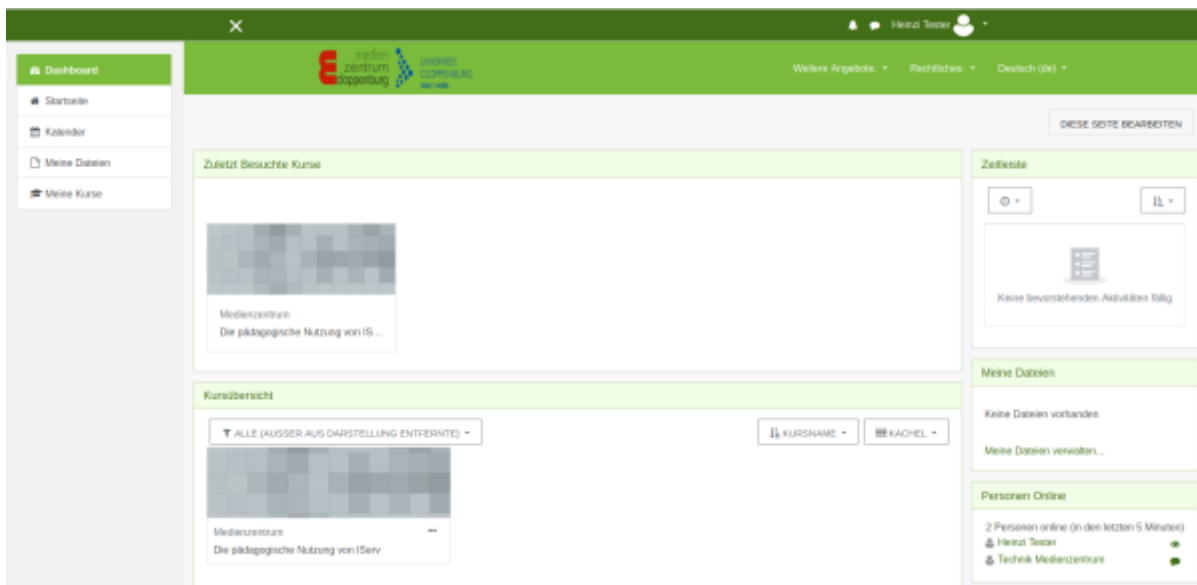 Heinzi Tester
Dashboard
Startseite
Kalender
Meine Dateien
Meine Kurse
medien
zentrum
cloppenburg
LANDKREIS
CLOPPENBURG
Weitere Angebote:
Rechtliches:
Deutsch (de)
DIESE SEITE BEARBEITEN
Zuletzt Besuchte Kurse
Medienzentrum
Die pädagogische Nutzung von IS...
Kursübersicht
ALLE (AUSSER AUS DARSTELLUNG ENTFERNTE)
KURSNAME
KACHEL
Medienzentrum
Die pädagogische Nutzung von IServ
Zeitleiste
Keine bevorstehenden Aktivitäten fällig
Meine Dateien
Keine Dateien vorhanden
Meine Dateien verwalten...
Personen Online
2 Personen online (in den letzten 5 Minuten)
Heinzi Tester
Technik Medienzentrum